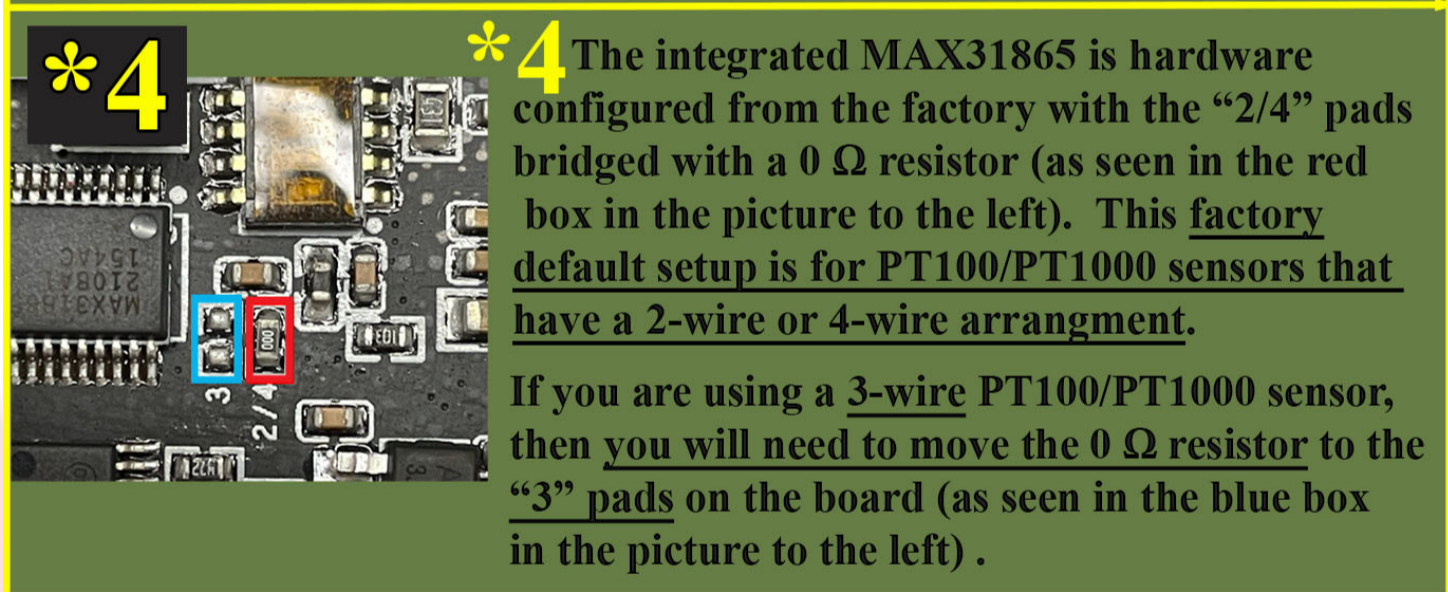 *4
*4 The integrated MAX31865 is hardware
configured from the factory with the “2/4” pads
bridged with a 0 Ω resistor (as seen in the red
box in the picture to the left). This factory
default setup is for PT100/PT1000 sensors that
have a 2-wire or 4-wire arrangment.
If you are using a 3-wire PT100/PT1000 sensor,
then you will need to move the 0 Ω resistor to the
“3” pads on the board (as seen in the blue box
in the picture to the left) .
154AC
000
103
3
2/4